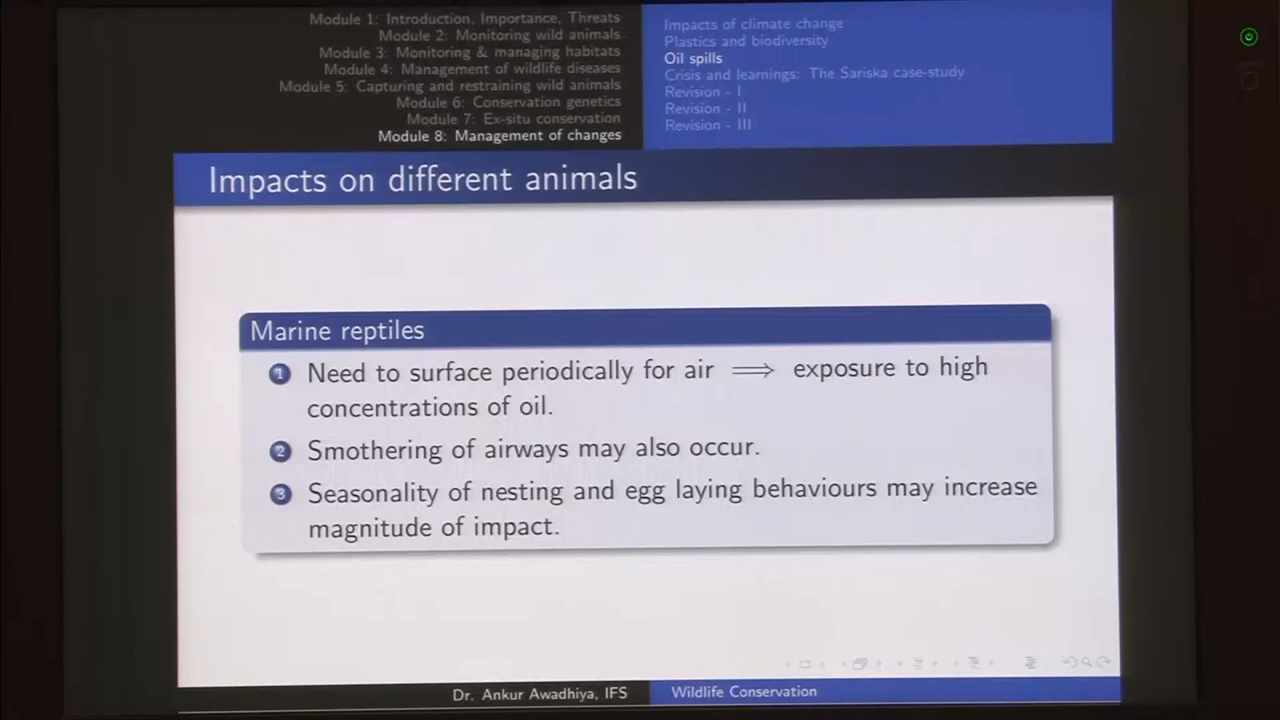 Module 1: Introduction, Importance, Threats
Module 2: Monitoring wild animals
Module 3: Monitoring & managing habitats
Module 4: Management of wildlife diseases
Module 5: Capturing and restraining wild animals
Module 6: Conservation genetics
Module 7: Ex-situ conservation
Module 8: Management of changes
Impacts of climate change
Plastics and biodiversity
Oil spills
Crisis and learnings: The Sariska case-study
Revision - I
Revision - II
Revision - III
Impacts on different animals
Marine reptiles
1 Need to surface periodically for air ⟹ exposure to high
concentrations of oil.
2 Smothering of airways may also occur.
3 Seasonality of nesting and egg laying behaviours may increase
magnitude of impact.
Dr. Ankur Awadhiya, IFS
Wildlife Conservation